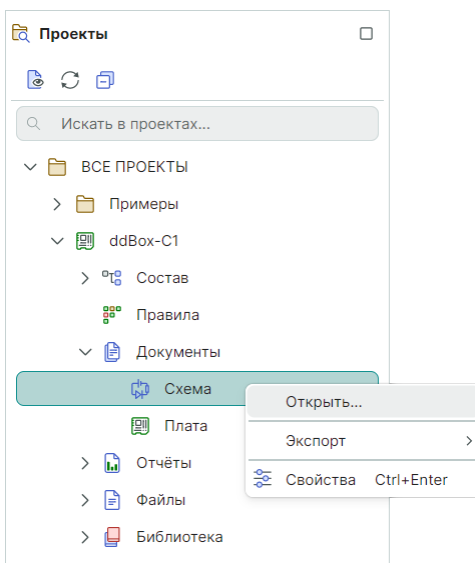 Проекты
Искать в проектах...
ВСЕ ПРОЕКТЫ
Примеры
ddBox-C1
Состав
Правила
Документы
Схема
Открыть...
Плата
Экспорт
Отчёты
Свойства Ctrl+Enter
Файлы
Библиотека